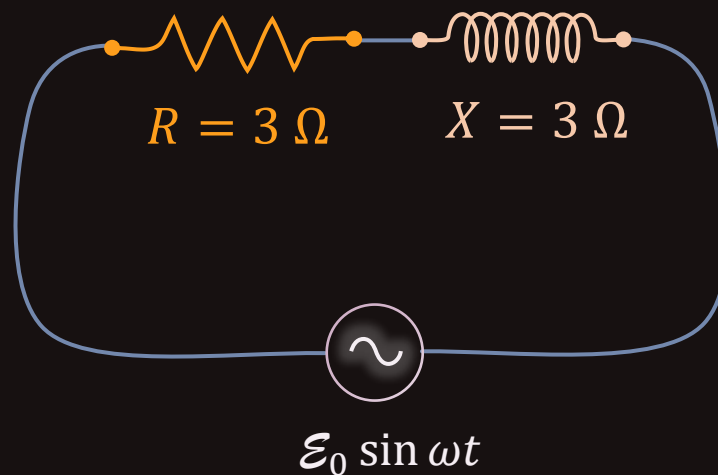 R = 3 Ω
X = 3 Ω
ℰ₀ sin ωt